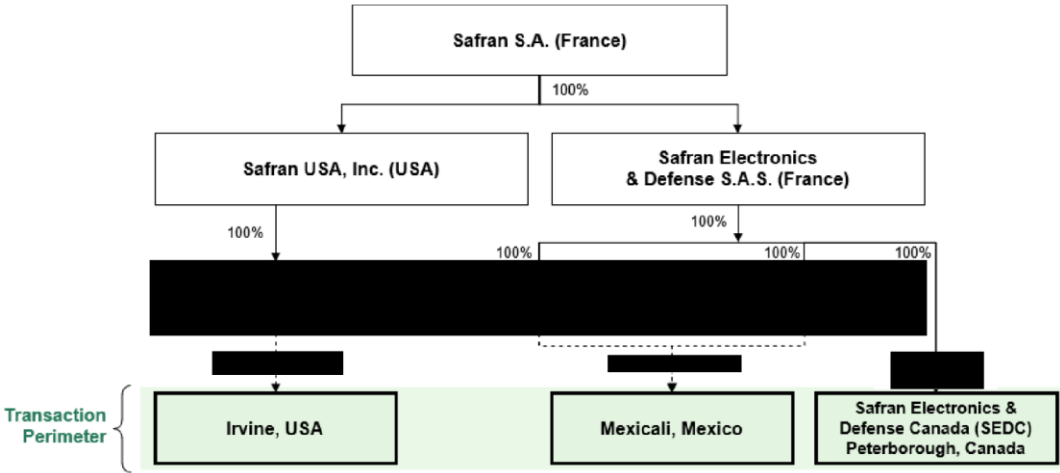 Safran S.A. (France)
100%
Safran USA, Inc. (USA)
Safran Electronics
& Defense S.A.S. (France)
100%
100%
100%
100%
100%
Transaction
Perimeter
Irvine, USA
Mexicali, Mexico
Safran Electronics &
Defense Canada (SEDC)
Peterborough, Canada